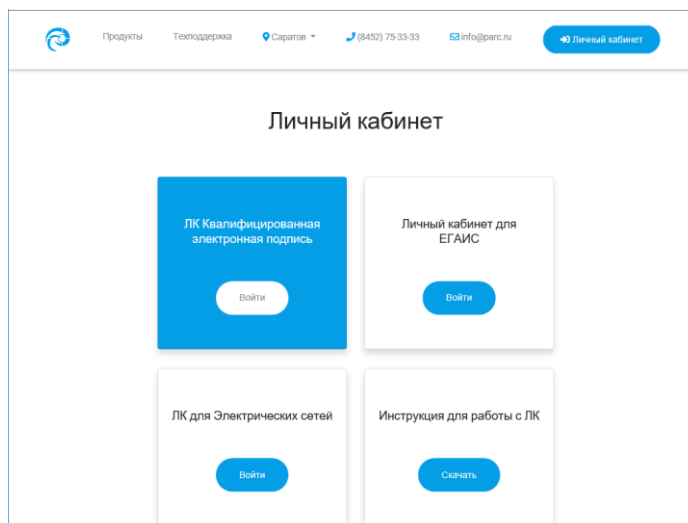 Продукты Техподдержка Саратов (8452) 75-33-33 info@parc.ru Личный кабинет
Личный кабинет
ЛК Квалифицированная
электронная подпись
Войти
Личный кабинет для
ЕГАИС
Войти
ЛК для Электрических сетей
Войти
Инструкция для работы с ЛК
Скачать